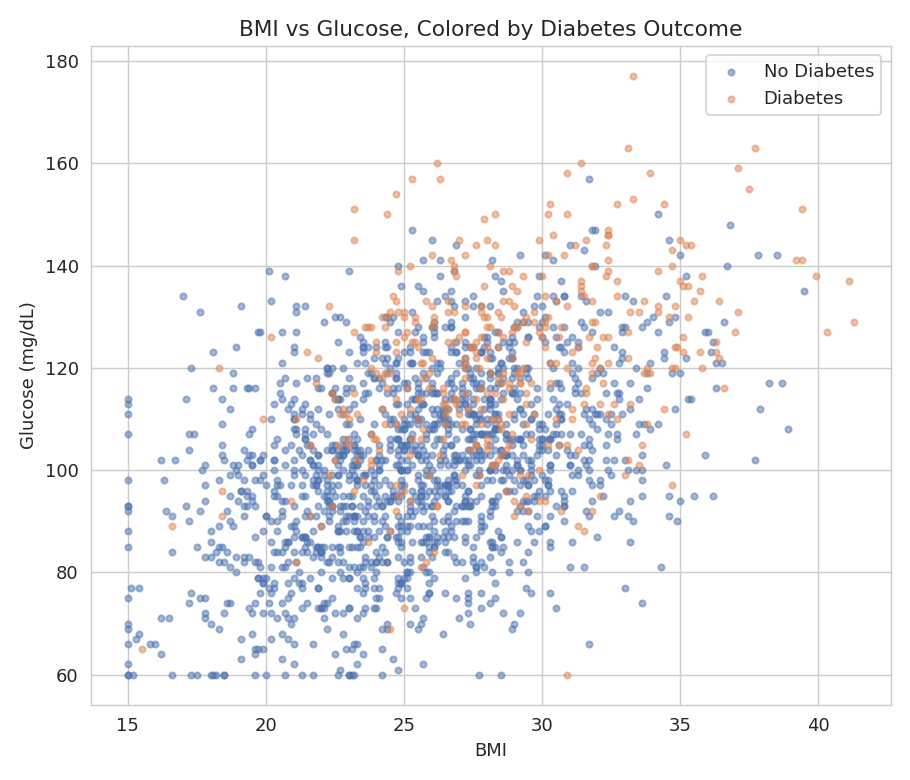 BMI vs Glucose, Colored by Diabetes Outcome
No Diabetes
Diabetes
Glucose (mg/dL)
180
160
140
120
100
80
60
15 20 25 30 35 40
BMI